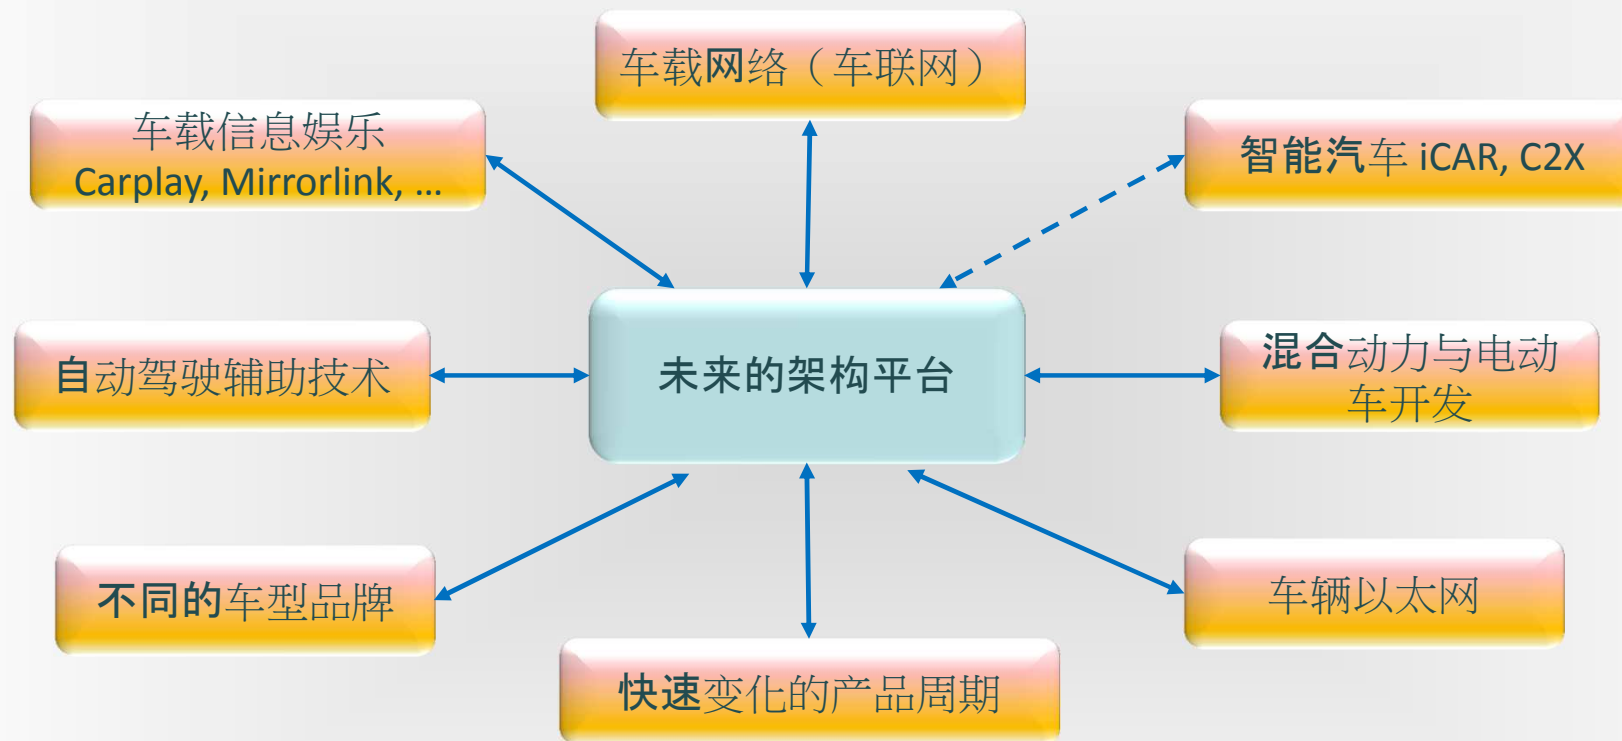 车载网络（车联网）
车载信息娱乐
Carplay, Mirrorlink, ...
智能汽车 iCAR, C2X
自动驾驶辅助技术
未来的架构平台
混合动力与电动
车开发
不同的车型品牌
车辆以太网
快速变化的产品周期